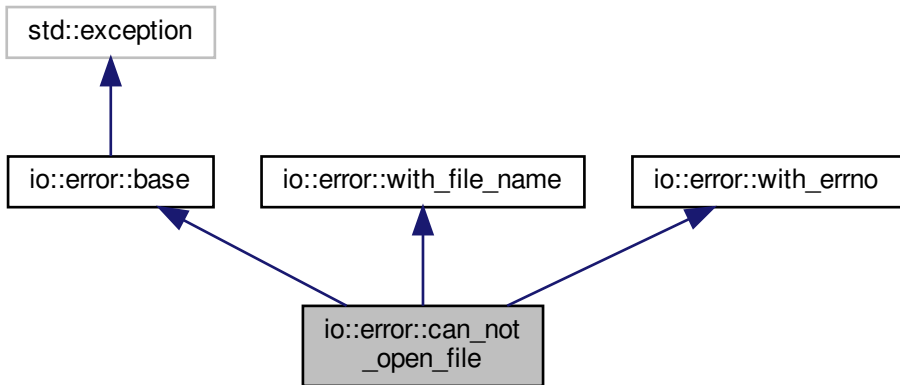 std::exception
io::error::base
io::error::with_file_name
io::error::with_errno
io::error::can_not
_open_file